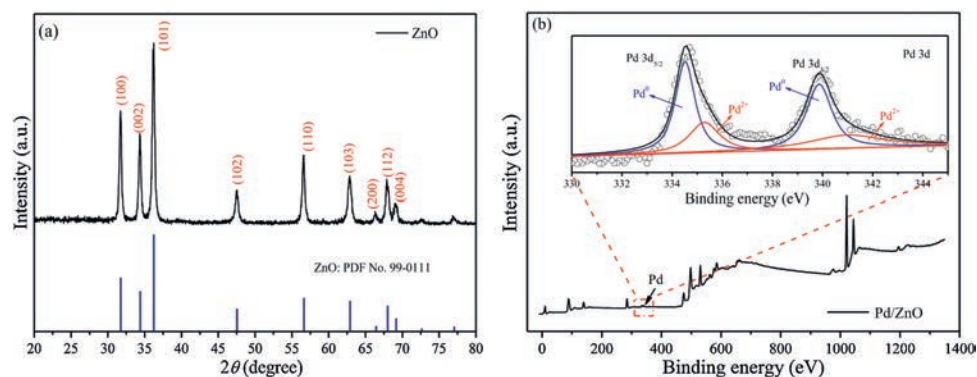 (a)
ZnO
(100)
(002)
(101)
(102)
(110)
(103)
(200)
(112)
(004)
ZnO: PDF No. 99-0111
Intensity (a.u.)
20 25 30 35 40 45 50 55 60 65 70 75 80
2θ (degree)
(b)
Pd 3d5/2
Pd 3d
Pd 3d
Pd0
Pd2+
Pd0
Pd2+
Intensity (a.u.)
330 332 334 336 338 340 342 344
Binding energy (eV)
Pd
Pd/ZnO
Intensity (a.u.)
0 200 400 600 800 1000 1200 1400
Binding energy (eV)